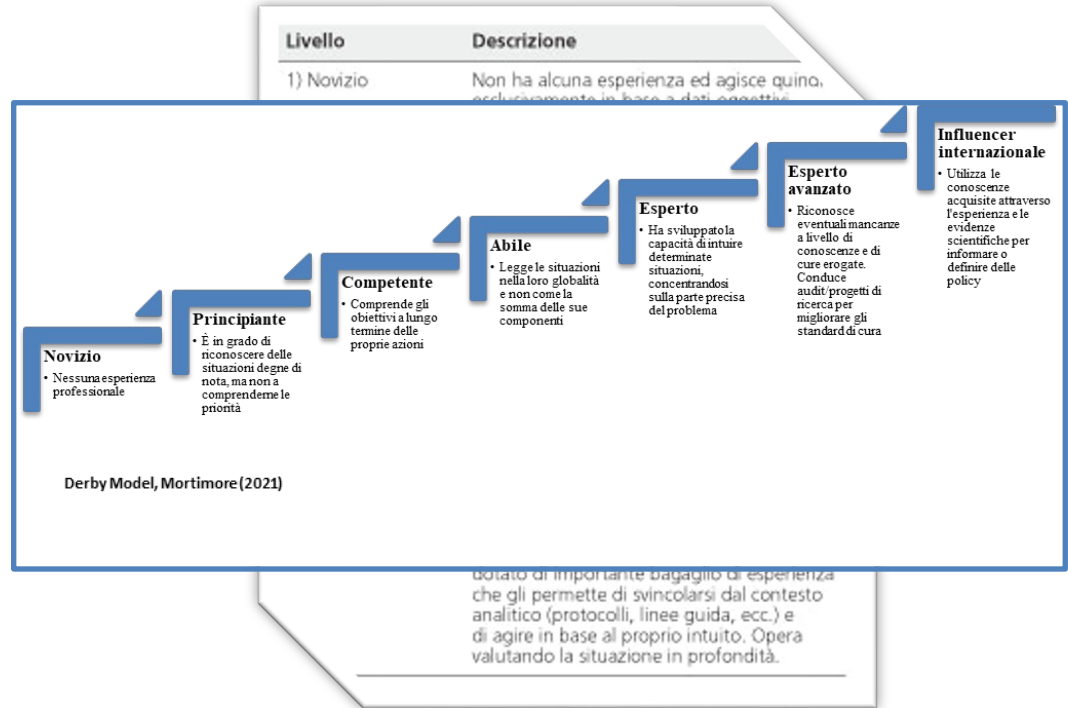 Livello Descrizione
1) Novizio Non ha alcuna esperienza ed agisce
esclusivamente in base a dati oggettivi
Novizio
• Nessuna esperienza
professionale
Principiante
• È in grado di
riconoscere delle
situazioni degne di
nota, ma non a
comprenderne le
priorità
Competente
• Comprende gli
obiettivi a lungo
termine delle
proprie azioni
Abile
• Legge le situazioni
nella loro globalità
e non come la
somma delle sue
componenti
Esperto
• Ha sviluppato la
capacità di intuire
determinate
situazioni,
concentrandosi
sulla parte precisa
del problema
Esperto
avanzato
• Riconosce
eventuali mancanze
a livello di
conoscenze e di
cure erogate.
Conduce
audit/progetti di
ricerca per
migliorare gli
standard di cura
Influencer
internazionale
• Utilizza le
conoscenze
acquisite attraverso
l'esperienza e le
evidenze
scientifiche per
informare o
definire delle
policy
Derby Model, Mortimore (2021)
dotato di importante bagaglio di esperienza
che gli permette di svincolarsi dal contesto
analitico (protocolli, linee guida, ecc.) e
di agire in base al proprio intuito. Opera
valutando la situazione in profondità.